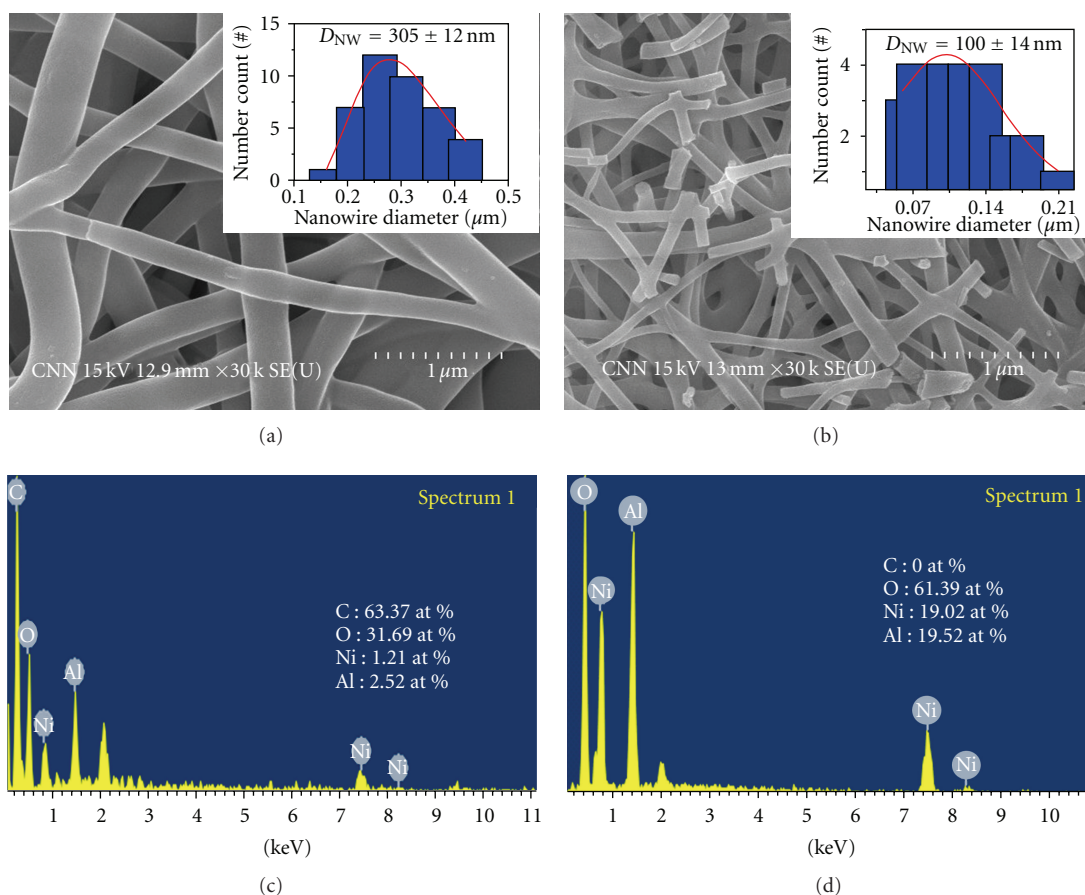 15
10
5
0
Number count (#)
D_NW = 305 ± 12 nm
0.1 0.2 0.3 0.4 0.5
Nanowire diameter (μm)
CNN 15 kV 12.9 mm ×30 k SE(U)
1 μm
(a)
4
2
Number count (#)
D_NW = 100 ± 14 nm
0.07 0.14 0.21
Nanowire diameter (μm)
CNN 15 kV 13 mm ×30 k SE(U)
1 μm
(b)
Spectrum 1
C
O
Ni
Al
Ni
Ni
C : 63.37 at %
O : 31.69 at %
Ni : 1.21 at %
Al : 2.52 at %
1 2 3 4 5 6 7 8 9 10 11
(keV)
(c)
Spectrum 1
O
Ni
Al
Ni
Ni
C : 0 at %
O : 61.39 at %
Ni : 19.02 at %
Al : 19.52 at %
1 2 3 4 5 6 7 8 9 10
(keV)
(d)